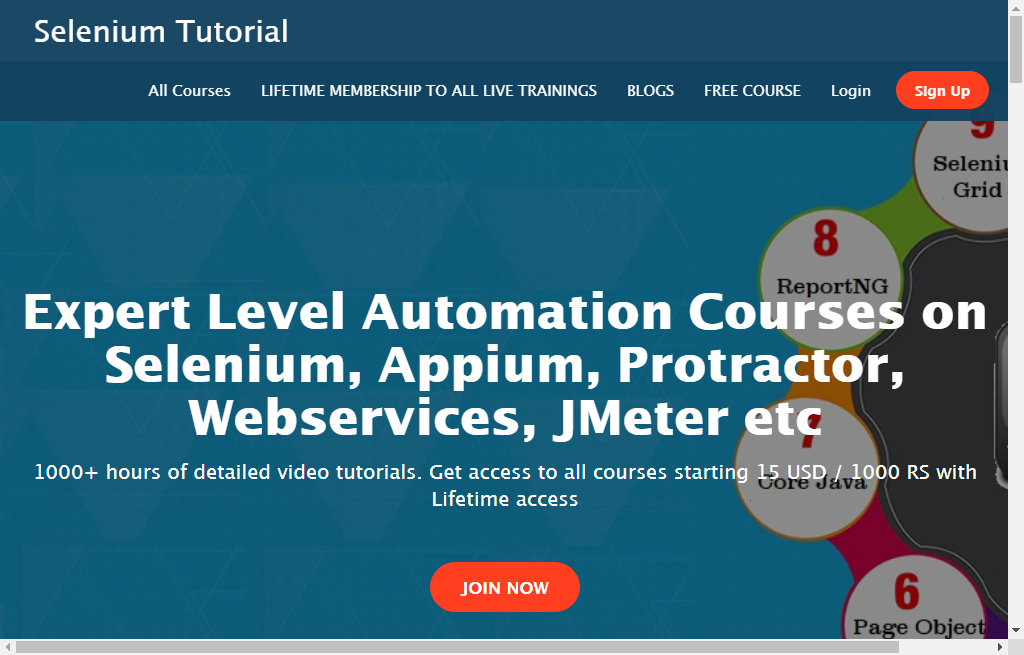 Selenium Tutorial
All Courses LIFETIME MEMBERSHIP TO ALL LIVE TRAININGS BLOGS FREE COURSE Login Sign Up
9
Selenium
Grid
8
ReportNG
Expert Level Automation Courses on
Selenium, Appium, Protractor,
Webservices, JMeter etc
7
1000+ hours of detailed video tutorials. Get access to all courses starting 15 USD / 1000 RS with
Lifetime access
Core Java
JOIN NOW
6
Page Object